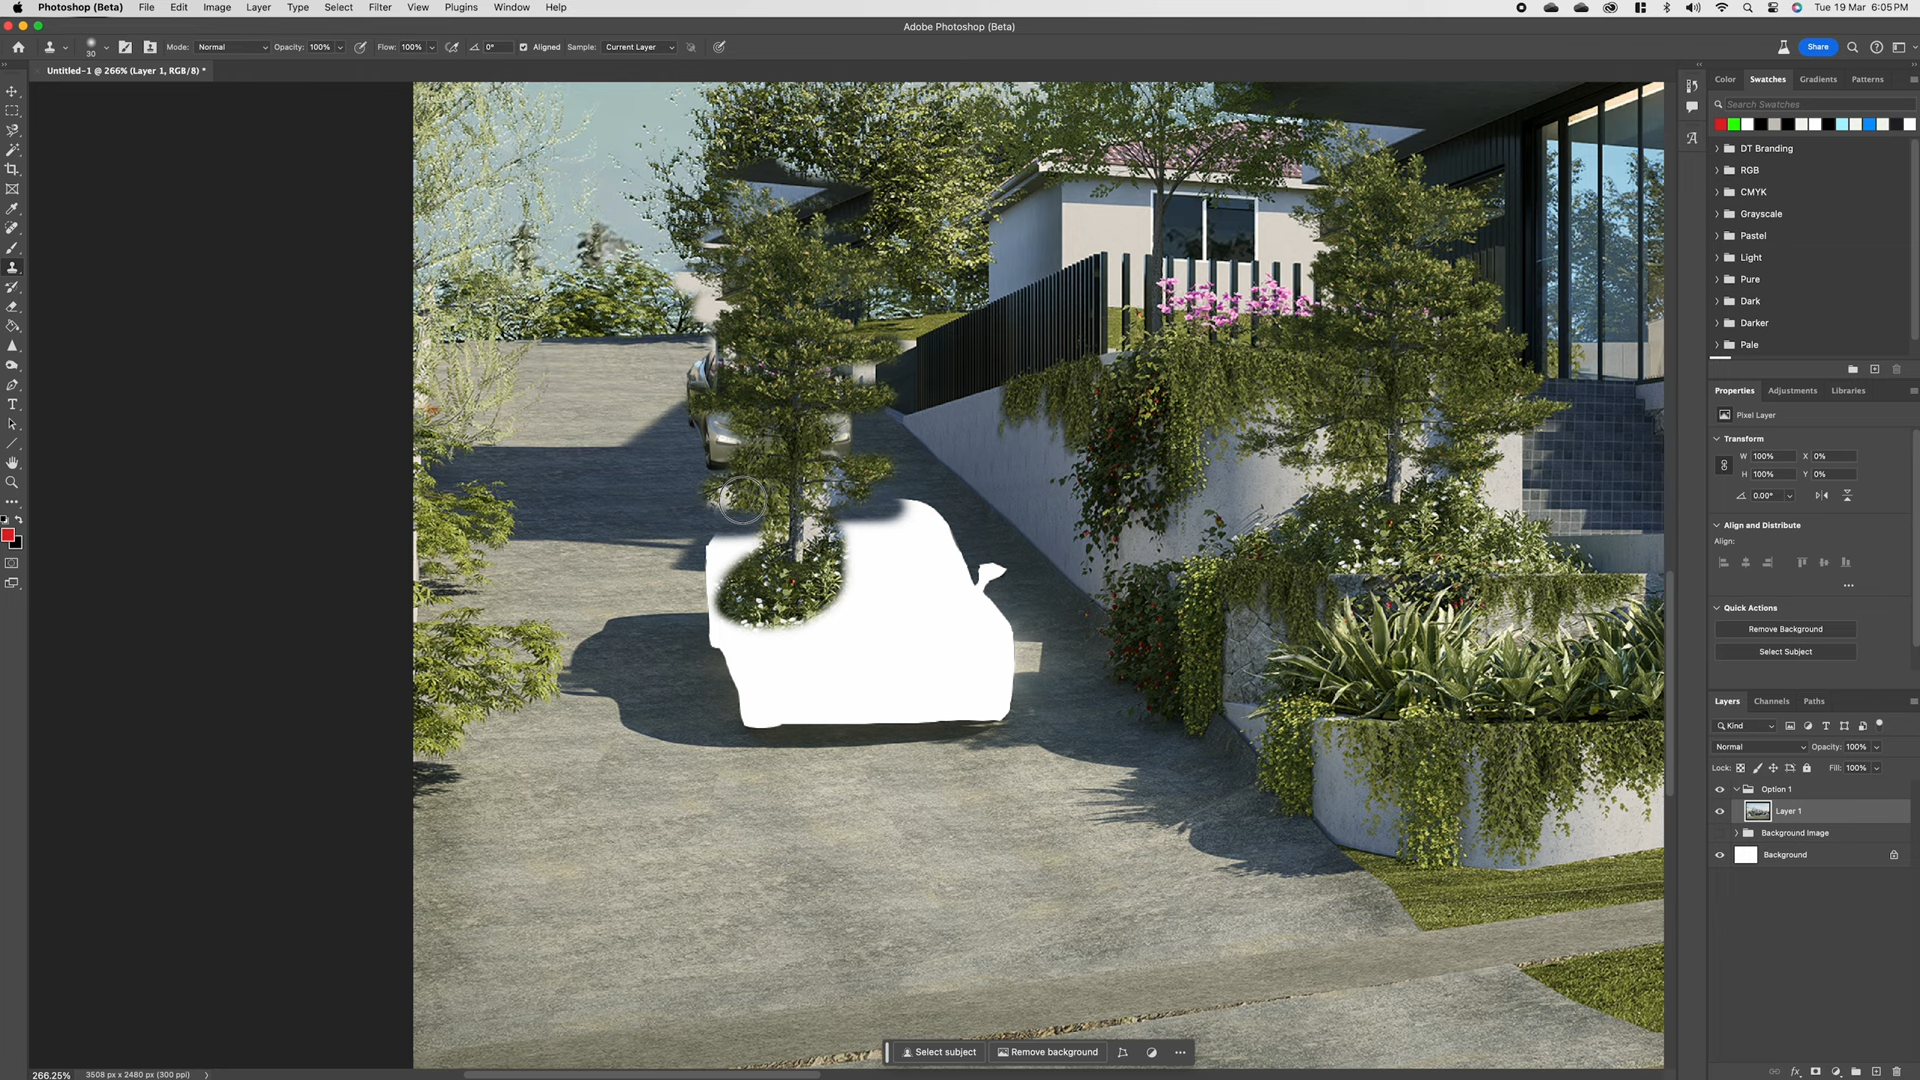 Photoshop (Beta) File Edit Image Layer Type Select Filter View Plugins Window Help Tue 19 Mar 6:05 PM
Adobe Photoshop (Beta)
30 Mode: Normal Opacity: 100% Flow: 100% 0° Aligned Sample: Current Layer Share
Untitled-1 @ 266% (Layer 1, RGB/8) *
Color Swatches Gradients Patterns
Search Swatches
DT Branding
RGB
CMYK
Grayscale
Pastel
Light
Pure
Dark
Darker
Pale
Properties Adjustments Libraries
Pixel Layer
Transform
W 100% X 0%
H 100% Y 0%
0.00°
Align and Distribute
Align:
Quick Actions
Remove Background
Select Subject
Layers Channels Paths
Kind
Normal Opacity: 100%
Lock: Fill: 100%
Option 1
Layer 1
Background Image
Background
Select subject Remove background
266.25% 3508 px x 2480 px (300 ppi)
fx